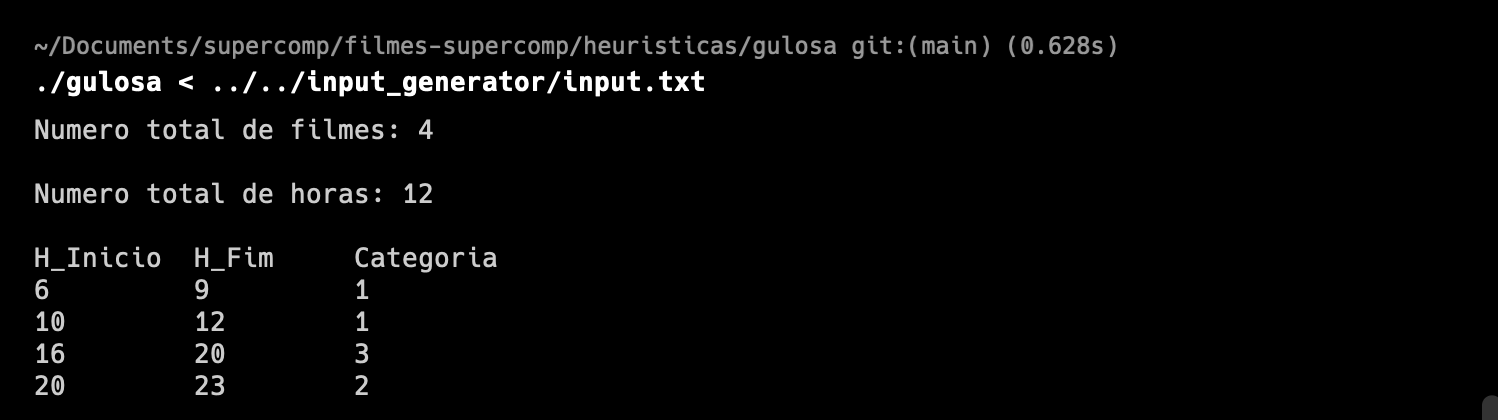 ~/Documents/supercomp/filmes-supercomp/heuristicas/gulosa git:(main) (0.628s)
./gulosa < ../../input_generator/input.txt
Numero total de filmes: 4
Numero total de horas: 12
H_Inicio H_Fim Categoria
6 9 1
10 12 1
16 20 3
20 23 2